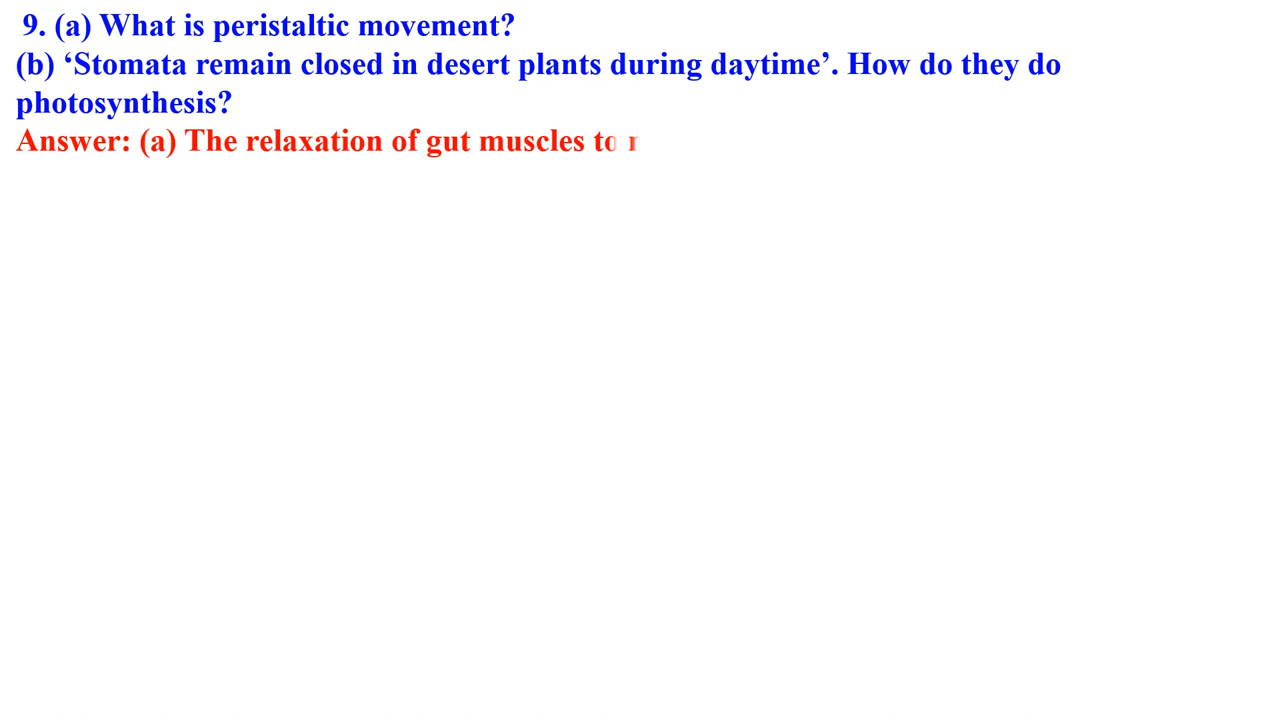 9. (a) What is peristaltic movement?
(b) ‘Stomata remain closed in desert plants during daytime’. How do they do
photosynthesis?
Answer: (a) The relaxation of gut muscles to